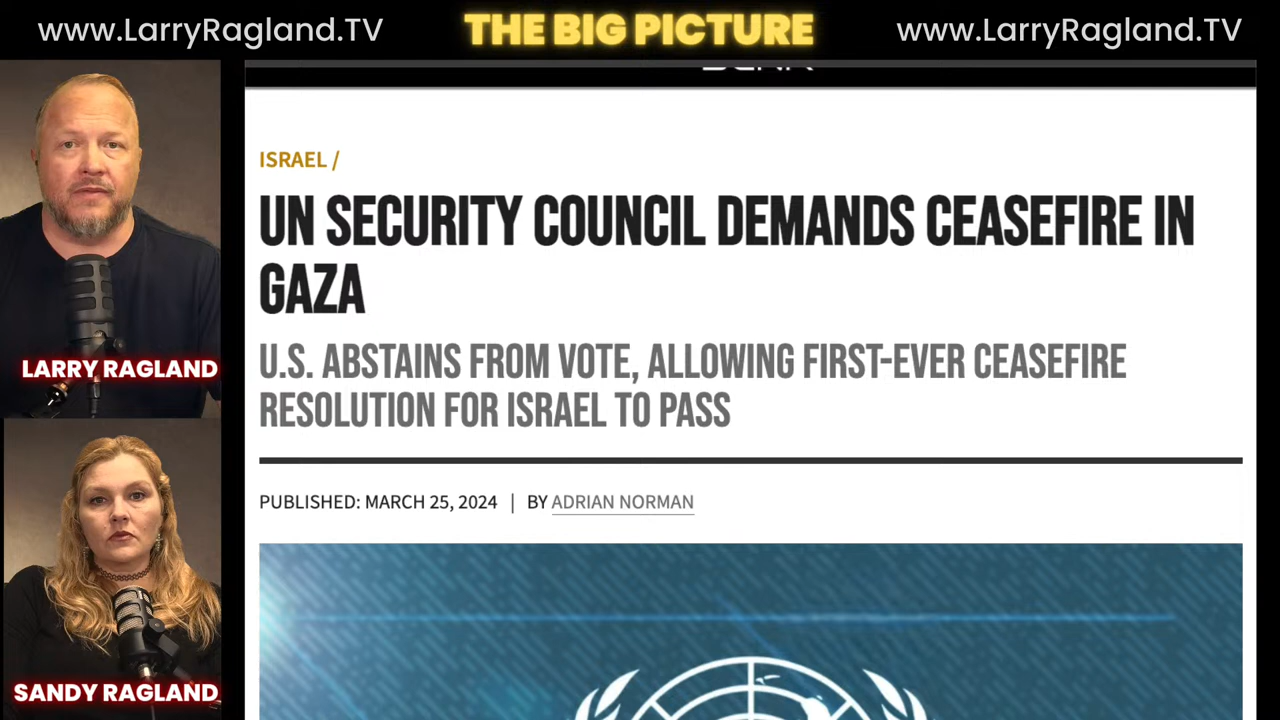 www.LarryRagland.TV
THE BIG PICTURE
www.LarryRagland.TV
ISRAEL /
UN SECURITY COUNCIL DEMANDS CEASEFIRE IN
GAZA
U.S. ABSTAINS FROM VOTE, ALLOWING FIRST-EVER CEASEFIRE
RESOLUTION FOR ISRAEL TO PASS
PUBLISHED: MARCH 25, 2024 | BY ADRIAN NORMAN
LARRY RAGLAND
SANDY RAGLAND